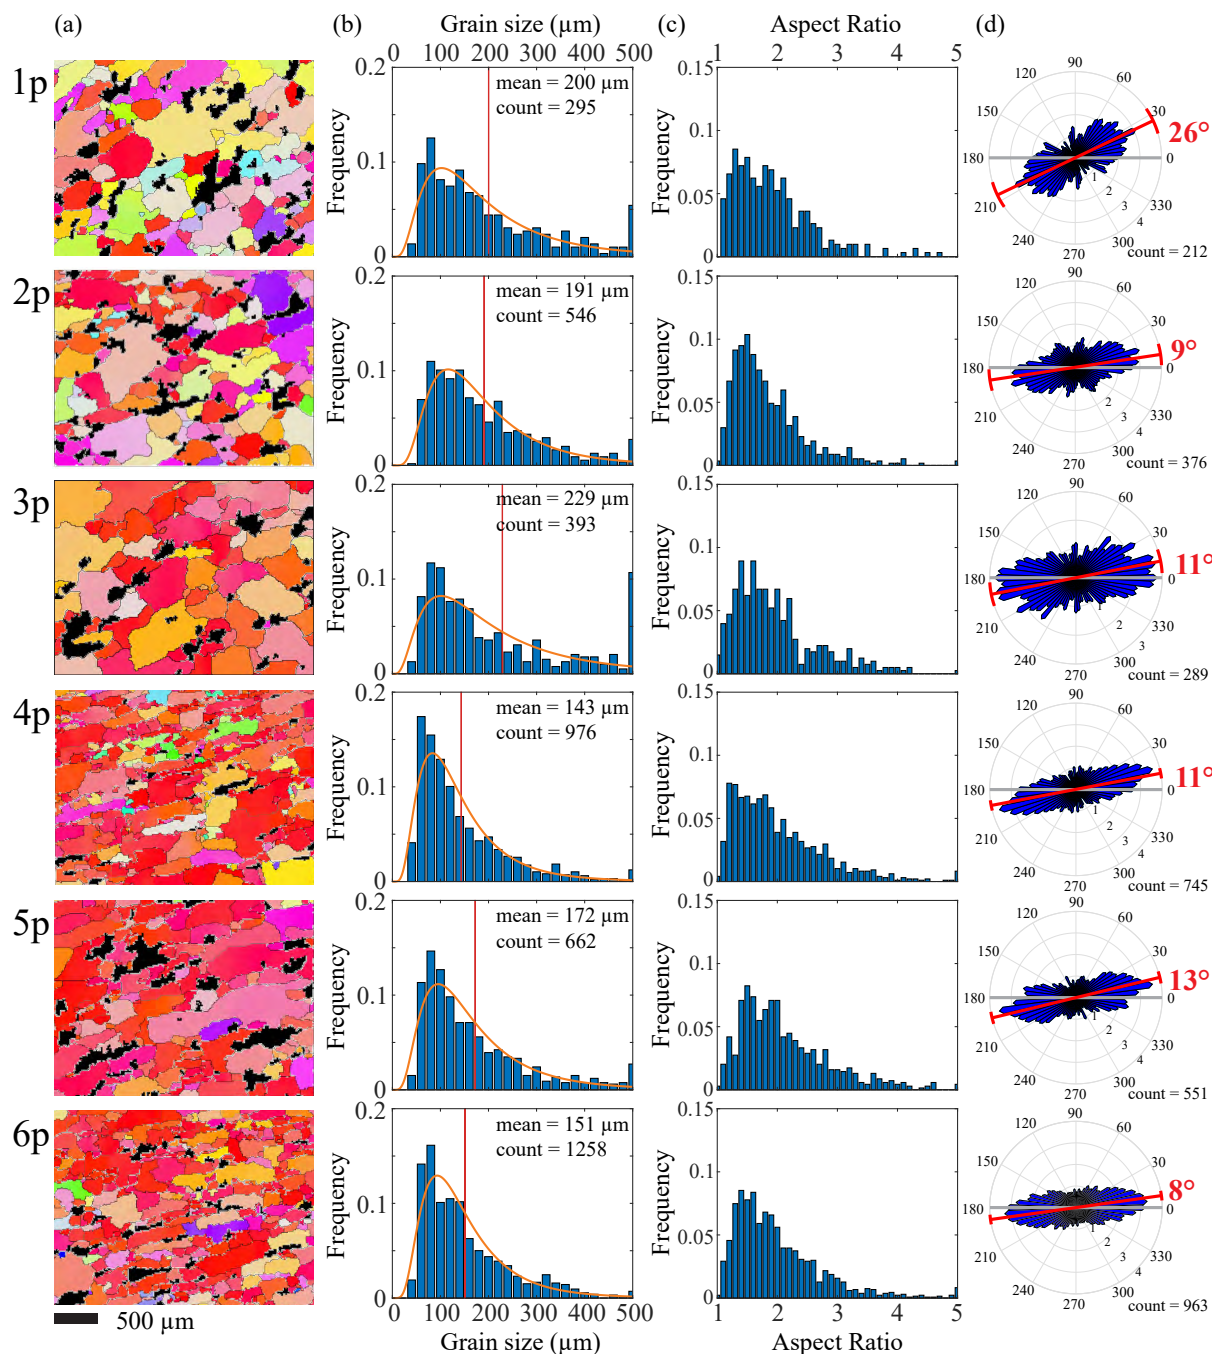 (a)
(b)
Grain size (µm)
(c)
Aspect Ratio
(d)
0 100 200 300 400 500
1 2 3 4 5
1p
0.2
0.1
0
Frequency
mean = 200 µm
count = 295
0.15
0.1
0.05
0
Frequency
90
120 60
150 30
180 0
210 330
240 300
270
1
2
3
4
26°
count = 212
2p
0.2
0.1
0
Frequency
mean = 191 µm
count = 546
0.15
0.1
0.05
0
Frequency
90
120 60
150 30
180 0
210 330
240 300
270
1
2
3
4
9°
count = 376
3p
0.2
0.1
0
Frequency
mean = 229 µm
count = 393
0.15
0.1
0.05
0
Frequency
90
120 60
150 30
180 0
210 330
240 300
270
1
2
3
11°
count = 289
4p
0.2
0.1
0
Frequency
mean = 143 µm
count = 976
0.15
0.1
0.05
0
Frequency
90
120 60
150 30
180 0
210 330
240 300
270
1
2
3
4
11°
count = 745
5p
0.2
0.1
0
Frequency
mean = 172 µm
count = 662
0.15
0.1
0.05
0
Frequency
90
120 60
150 30
180 0
210 330
240 300
270
1
2
3
4
13°
count = 551
6p
0.2
0.1
0
Frequency
mean = 151 µm
count = 1258
0.15
0.1
0.05
0
Frequency
90
120 60
150 30
180 0
210 330
240 300
270
1
2
3
4
8°
count = 963
500 µm
0 100 200 300 400 500
Grain size (µm)
1 2 3 4 5
Aspect Ratio